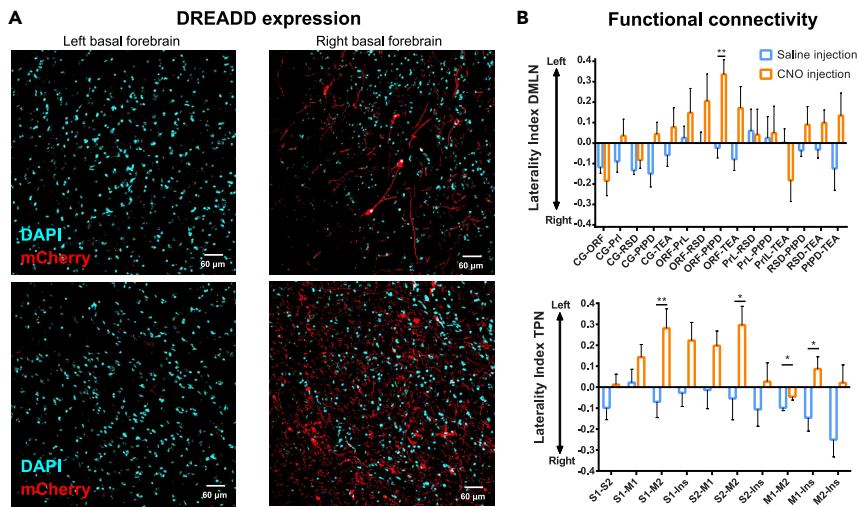 A
DREADD expression
Left basal forebrain
Right basal forebrain
DAPI
mCherry
60 µm
60 µm
DAPI
mCherry
60 µm
60 µm
B
Functional connectivity
Saline injection
CNO injection
Laterality Index DMLN
Left
Right
0.4
0.3
0.2
0.1
0.0
-0.1
-0.2
-0.3
-0.4
**
CG-ORF
CG-Prl
CG-RSD
CG-PtPD
CG-TEA
ORF-PrL
ORF-RSD
ORF-PtPD
ORF-TEA
PrL-RSD
PrL-PtPD
PrlL-TEA
RSD-PtPD
RSD-TEA
PtPD-TEA
Laterality Index TPN
Left
Right
0.4
0.3
0.2
0.1
0.0
-0.1
-0.2
-0.3
-0.4
**
*
*
*
S1-S2
S1-M1
S1-M2
S1-Ins
S2-M1
S2-M2
S2-Ins
M1-M2
M1-Ins
M2-Ins